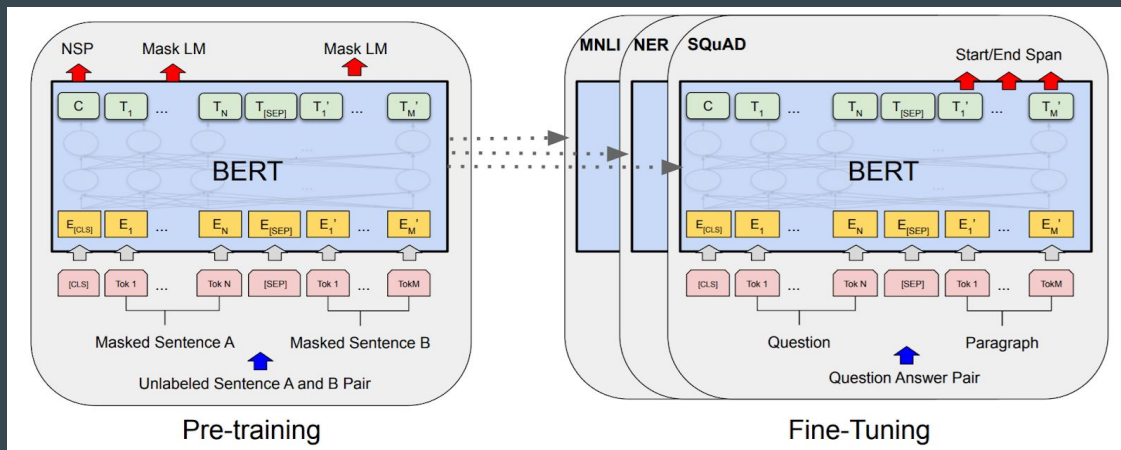 NSP Mask LM Mask LM
C T1 ... TN T[SEP] T1' ... TM'
...
BERT
...
E[CLS] E1 ... EN E[SEP] E1' ... EM'
[CLS] Tok 1 ... Tok N [SEP] Tok 1 ... TokM
Masked Sentence A Masked Sentence B
Unlabeled Sentence A and B Pair
Pre-training
MNLI NER SQuAD
Start/End Span
C T1 ... TN T[SEP] T1' ... TM'
...
BERT
...
E[CLS] E1 ... EN E[SEP] E1' ... EM'
[CLS] Tok 1 ... Tok N [SEP] Tok 1 ... TokM
Question Paragraph
Question Answer Pair
Fine-Tuning